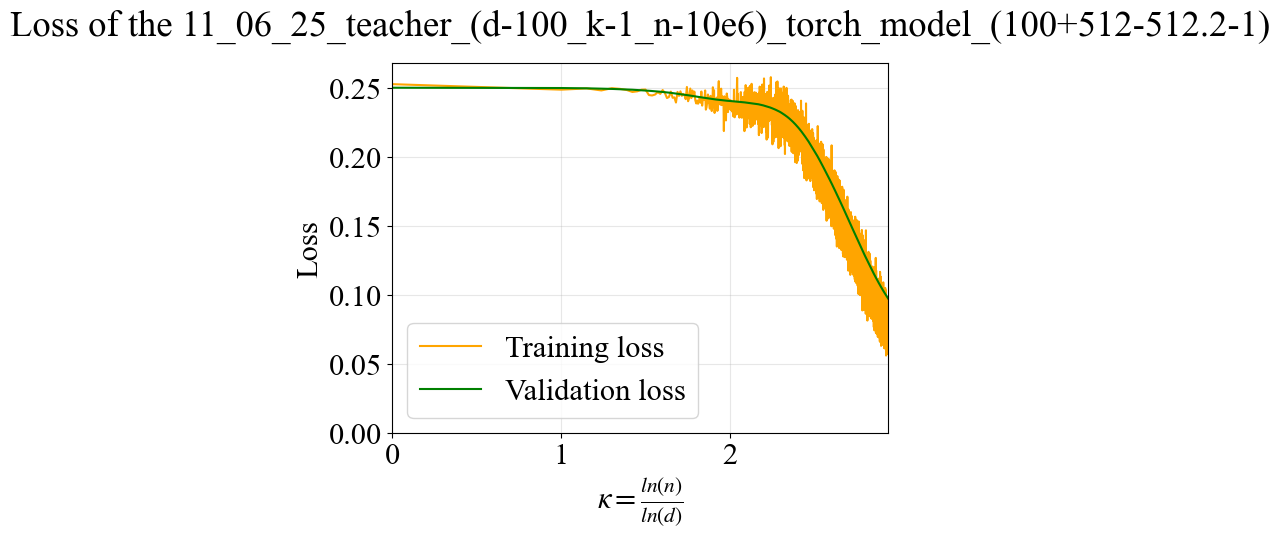 Loss of the 11_06_25_teacher_(d-100_k-1_n-10e6)_torch_model_(100+512-512.2-1)
0.25
0.20
0.15
0.10
0.05
0.00
Loss
Training loss
Validation loss
0 1 2
κ = ln(n)/ln(d)